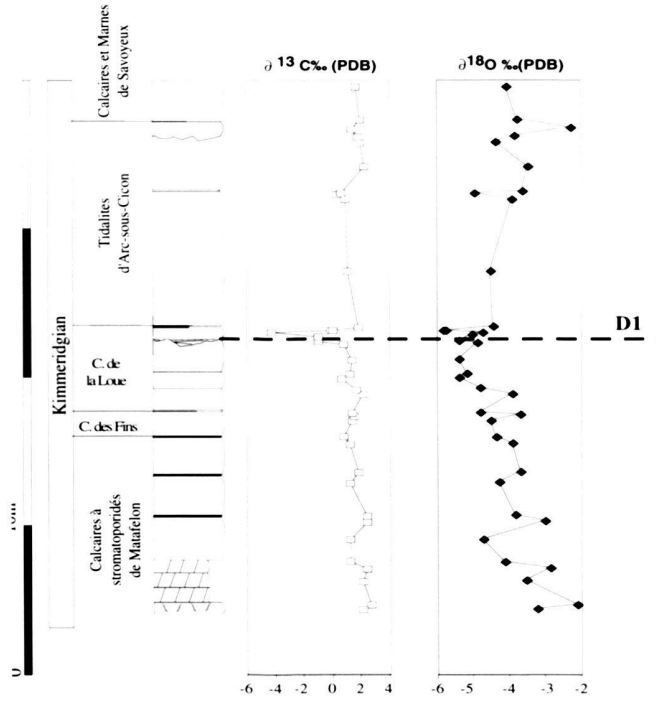 ∂ 13 C‰ (PDB)
∂18O ‰(PDB)
Calcaires et Marnes
de Savoyeux
Tidalites
d'Arc-sous-Cicon
D1
Kimmeridgian
C. de
la Loue
C. des Fins
Calcaires à
stromatoporidés
de Matafelon
-6 -4 -2 0 2 4
-6 -5 -4 -3 -2